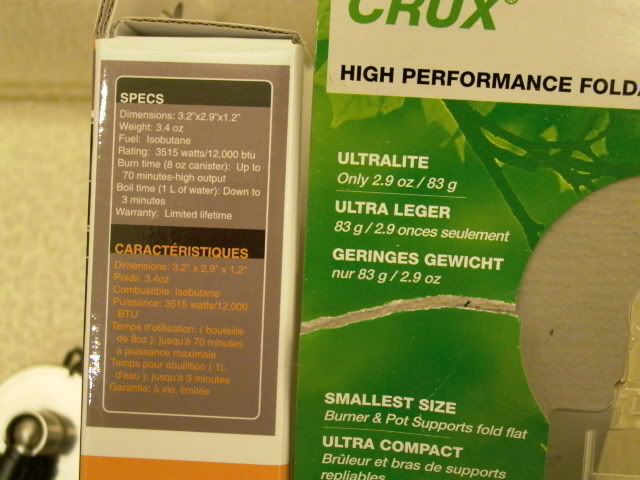 SPECS
Dimensions: 3.2"x2.9"x1.2"
Weight: 3.4 oz
Fuel: Isobutane
Rating: 3515 watts/12,000 btu
Burn time (8 oz canister): Up to
70 minutes-high output
Boil time (1 L of water): Down to
3 minutes
Warranty: Limited lifetime
CARACTÉRISTIQUES
Dimensions: 3.2" x 2.9" x 1,2"
Poids: 3.4oz
Combustible: Isobutane
Puissance: 3515 watts/12,000
BTU
Temps d'utilisation: ( bouteille
de 8oz ): jusqu'à 70 minutes
à puissance maximale
Temps pour ébullition ( 1L
d'eau ): jusqu'à 3 minutes
Garantie: à vie, limitée
CRUX®
HIGH PERFORMANCE FOLDA
ULTRALITE
Only 2.9 oz / 83 g
ULTRA LEGER
83 g / 2.9 onces seulement
GERINGES GEWICHT
nur 83 g / 2.9 oz
SMALLEST SIZE
Burner & Pot Supports fold flat
ULTRA COMPACT
Brûleur et bras de supports
repliables